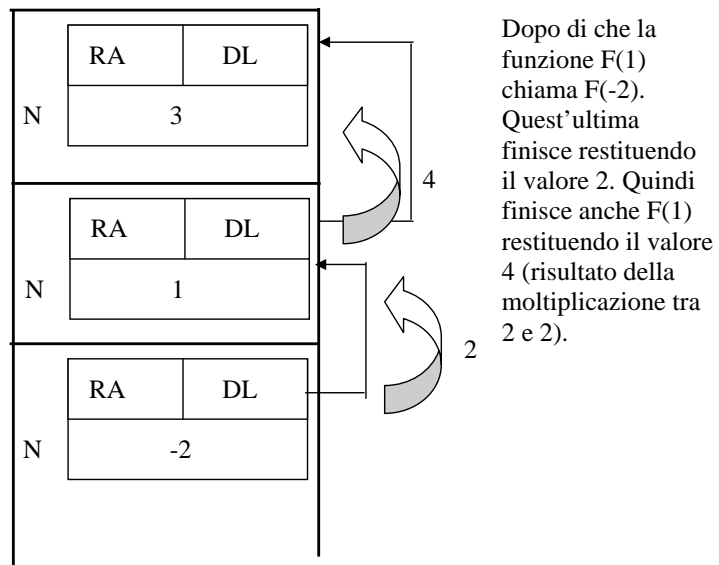 RA DL
N 3
4
RA DL
N 1
2
RA DL
N -2
Dopo di che la
funzione F(1)
chiama F(-2).
Quest'ultima
finisce restituendo
il valore 2. Quindi
finisce anche F(1)
restituendo il valore
4 (risultato della
moltiplicazione tra
2 e 2).